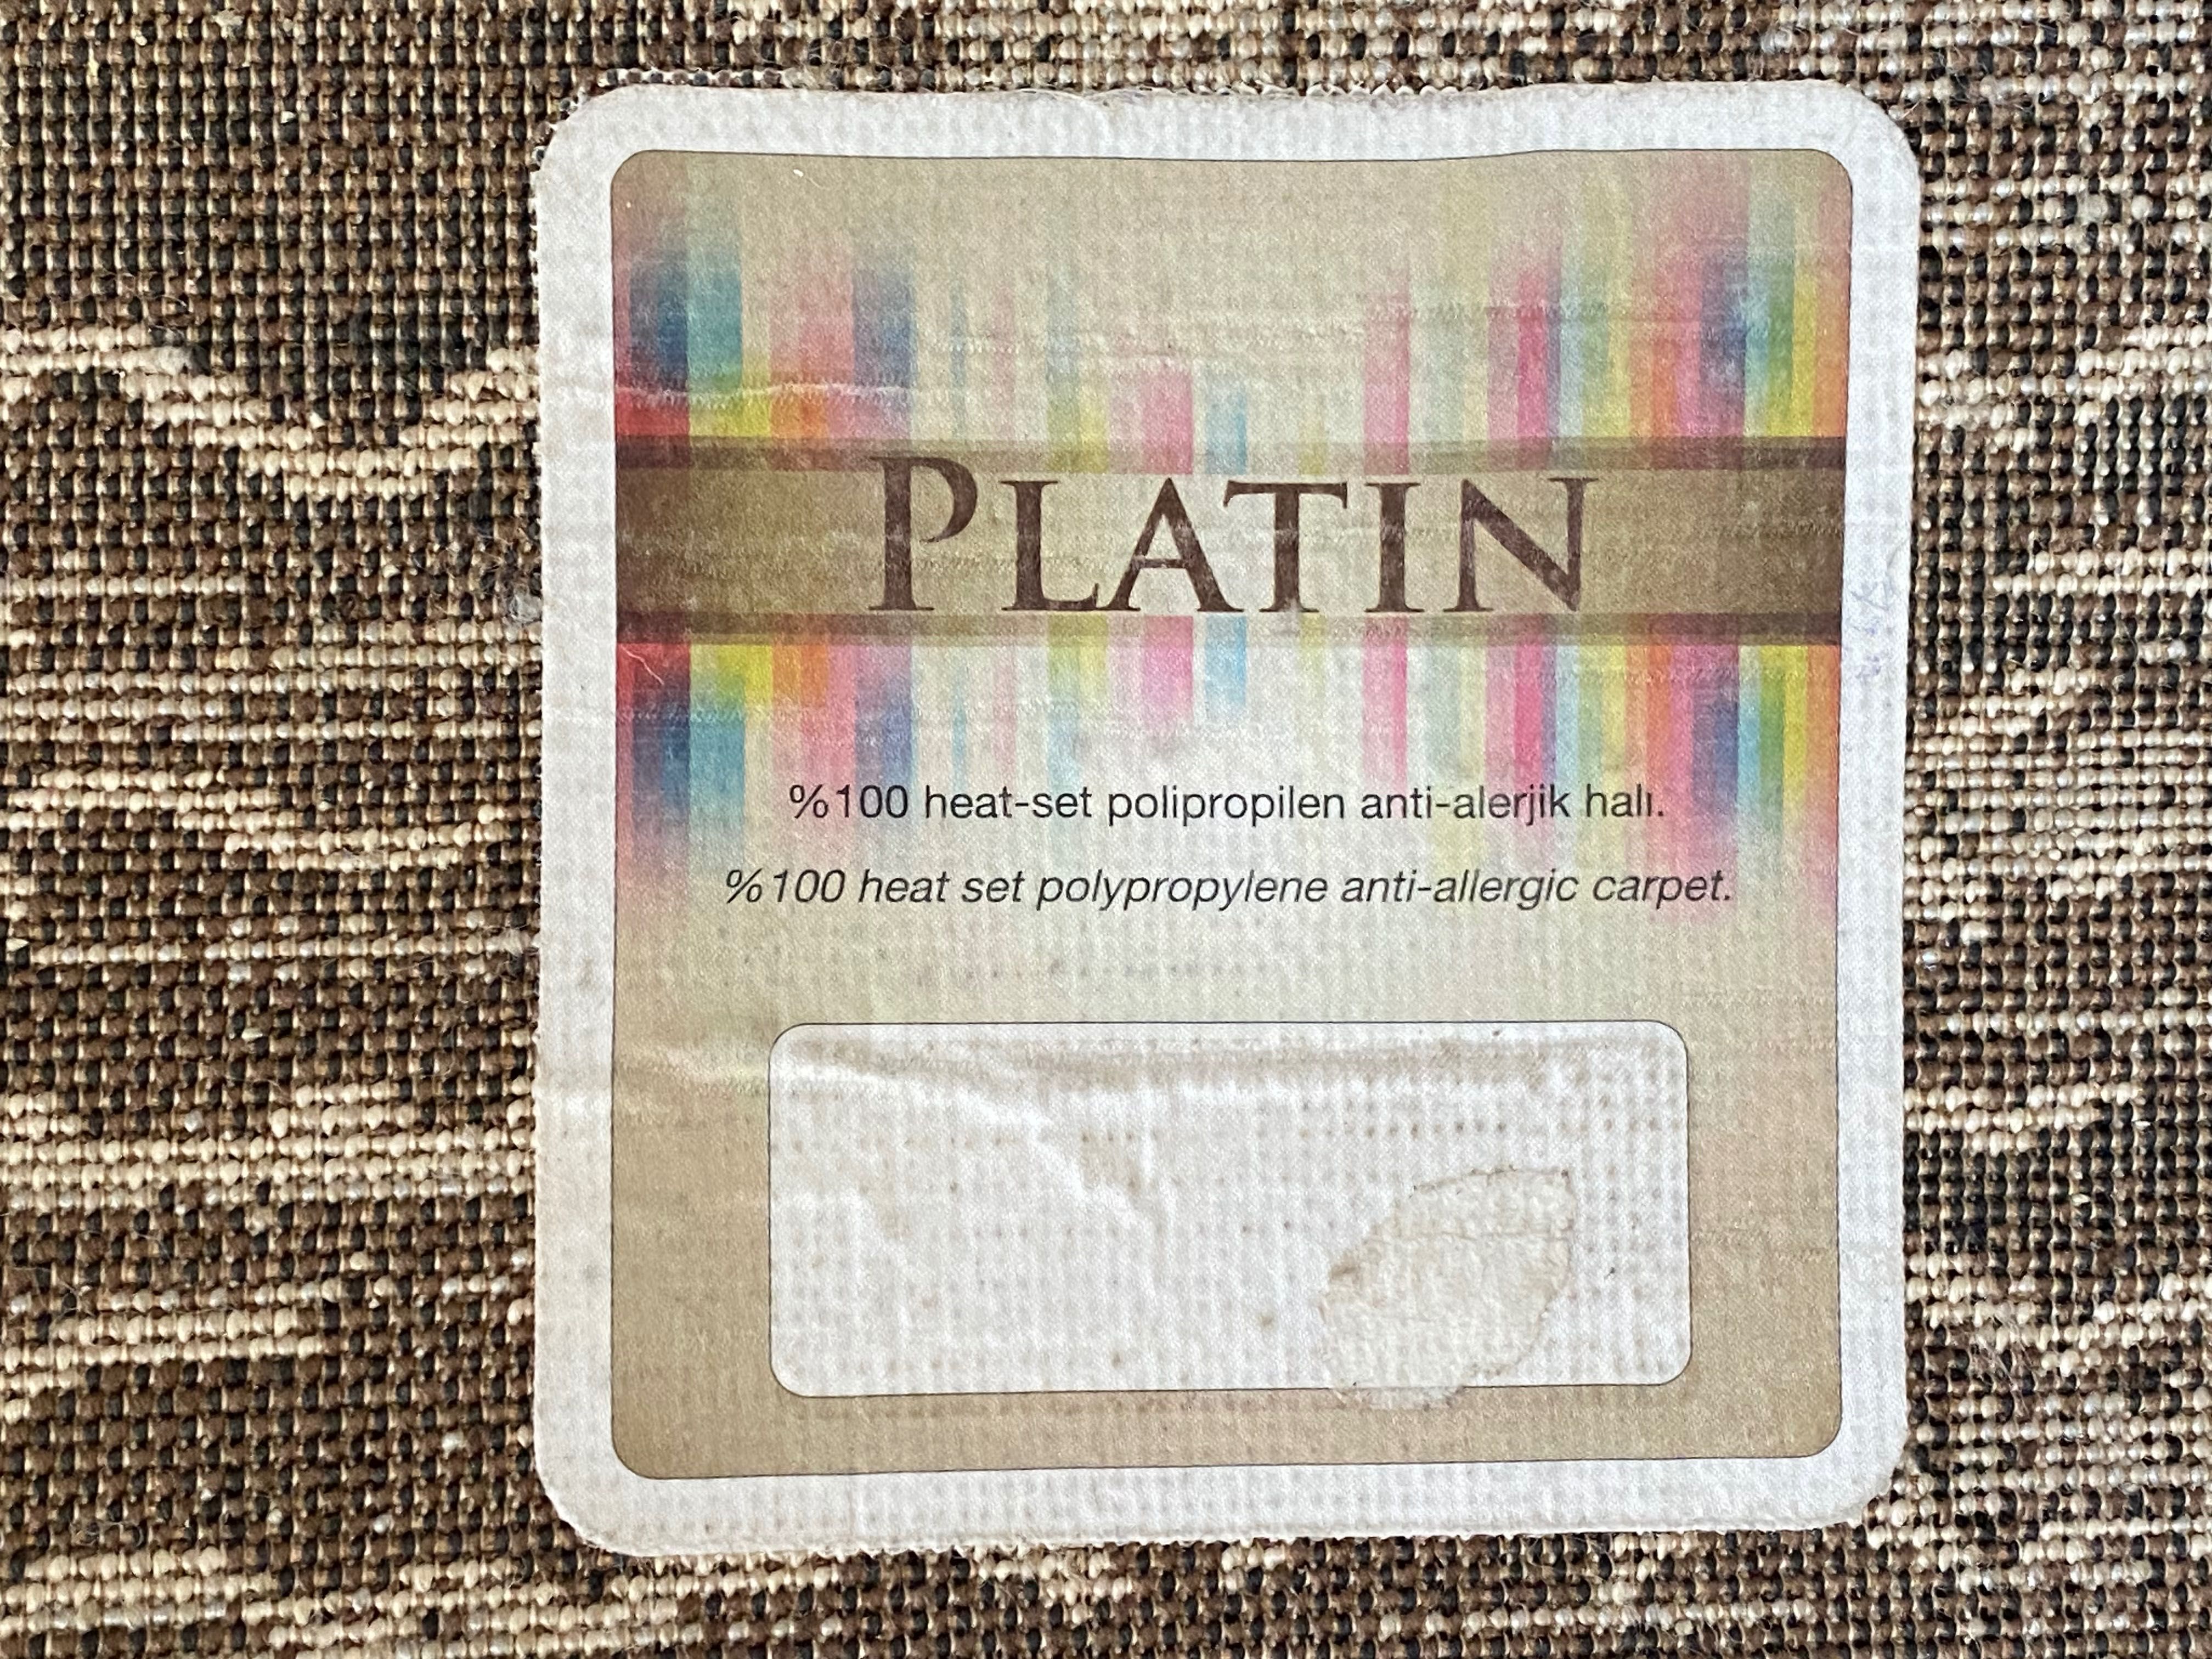 PLATIN
%100 heat-set polipropilen anti-alerjik halı.
%100 heat set polypropylene anti-allergic carpet.